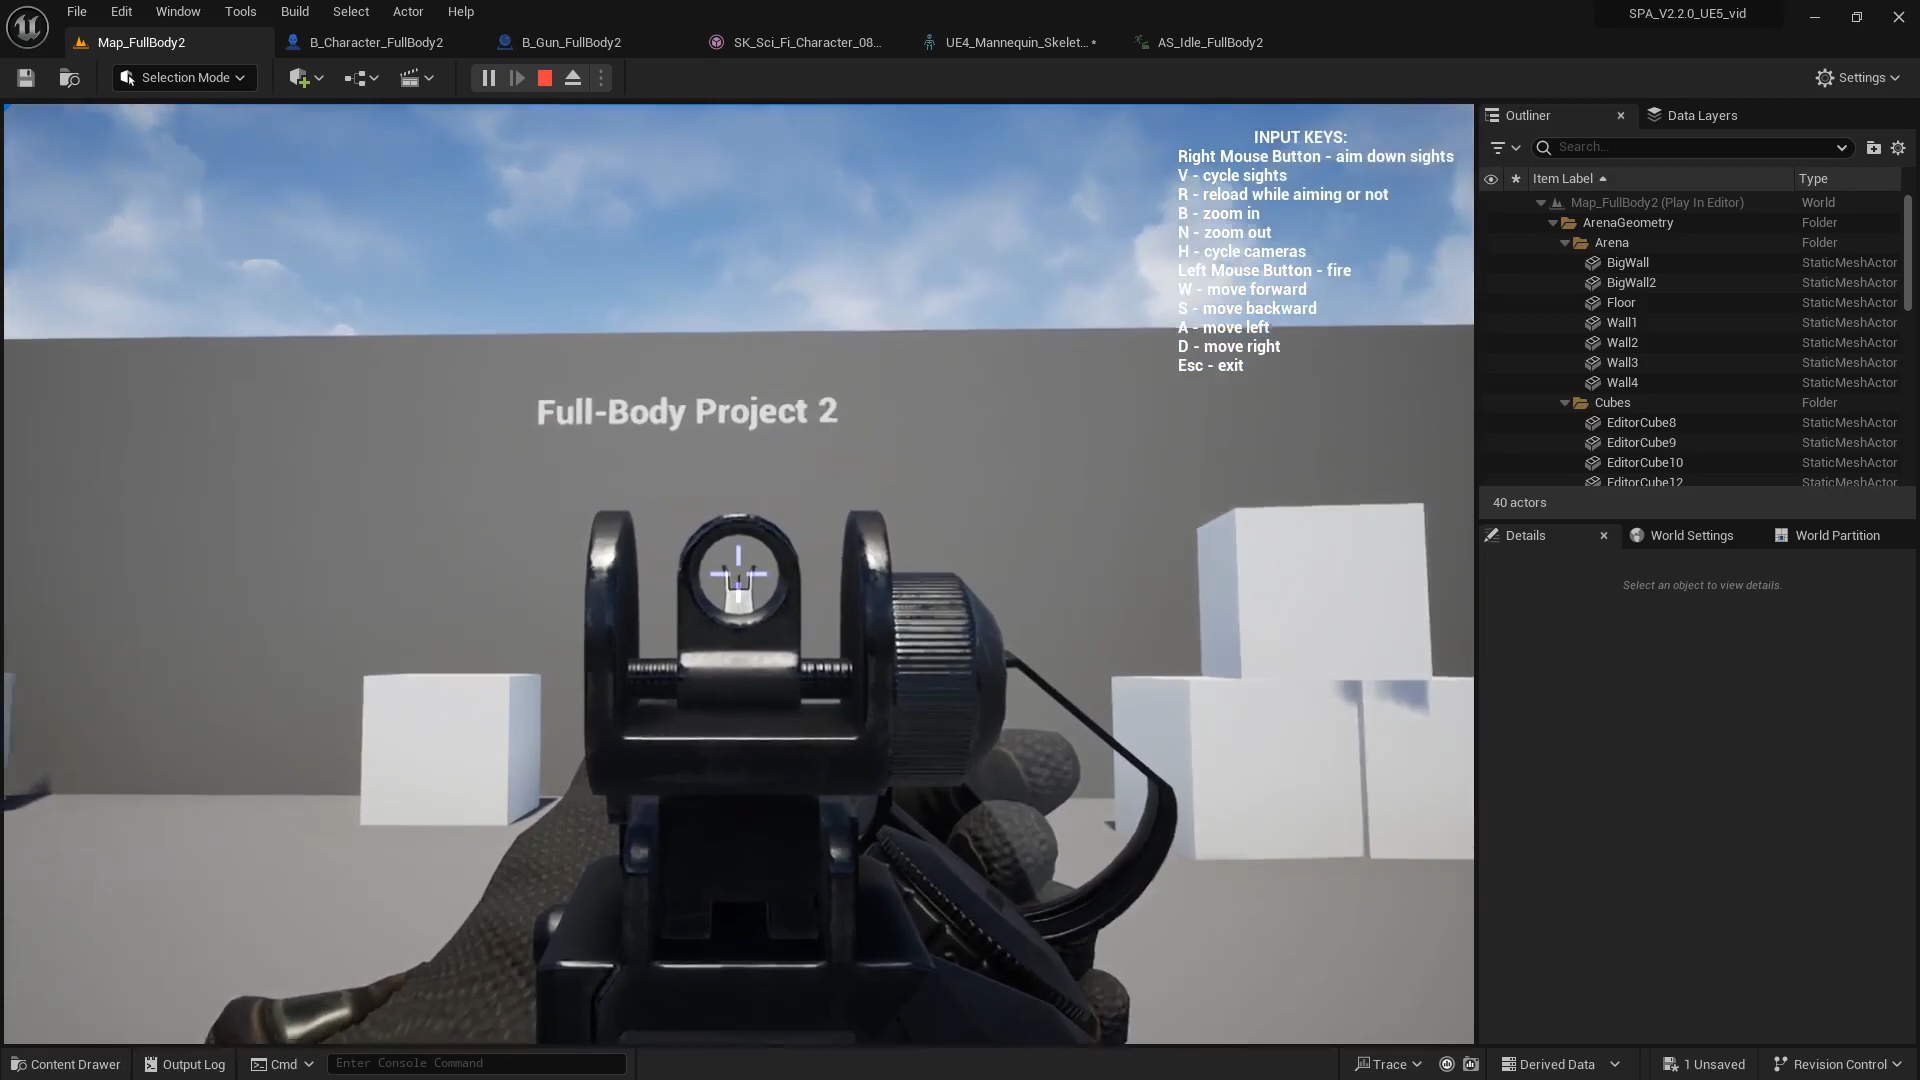 File Edit Window Tools Build Select Actor Help
SPA_V2.2.0_UE5_vid
Map_FullBody2
B_Character_FullBody2
B_Gun_FullBody2
SK_Sci_Fi_Character_08...
UE4_Mannequin_Skelet... *
AS_Idle_FullBody2
Selection Mode
Settings
INPUT KEYS:
Right Mouse Button - aim down sights
V - cycle sights
R - reload while aiming or not
B - zoom in
N - zoom out
H - cycle cameras
Left Mouse Button - fire
W - move forward
S - move backward
A - move left
D - move right
Esc - exit
Full-Body Project 2
Outliner
Data Layers
Search...
Item Label Type
Map_FullBody2 (Play In Editor) World
ArenaGeometry Folder
Arena Folder
BigWall StaticMeshActor
BigWall2 StaticMeshActor
Floor StaticMeshActor
Wall1 StaticMeshActor
Wall2 StaticMeshActor
Wall3 StaticMeshActor
Wall4 StaticMeshActor
Cubes Folder
EditorCube8 StaticMeshActor
EditorCube9 StaticMeshActor
EditorCube10 StaticMeshActor
EditorCube12 StaticMeshActor
40 actors
Details
World Settings
World Partition
Select an object to view details.
Content Drawer
Output Log
Cmd
Enter Console Command
Trace
Derived Data
1 Unsaved
Revision Control